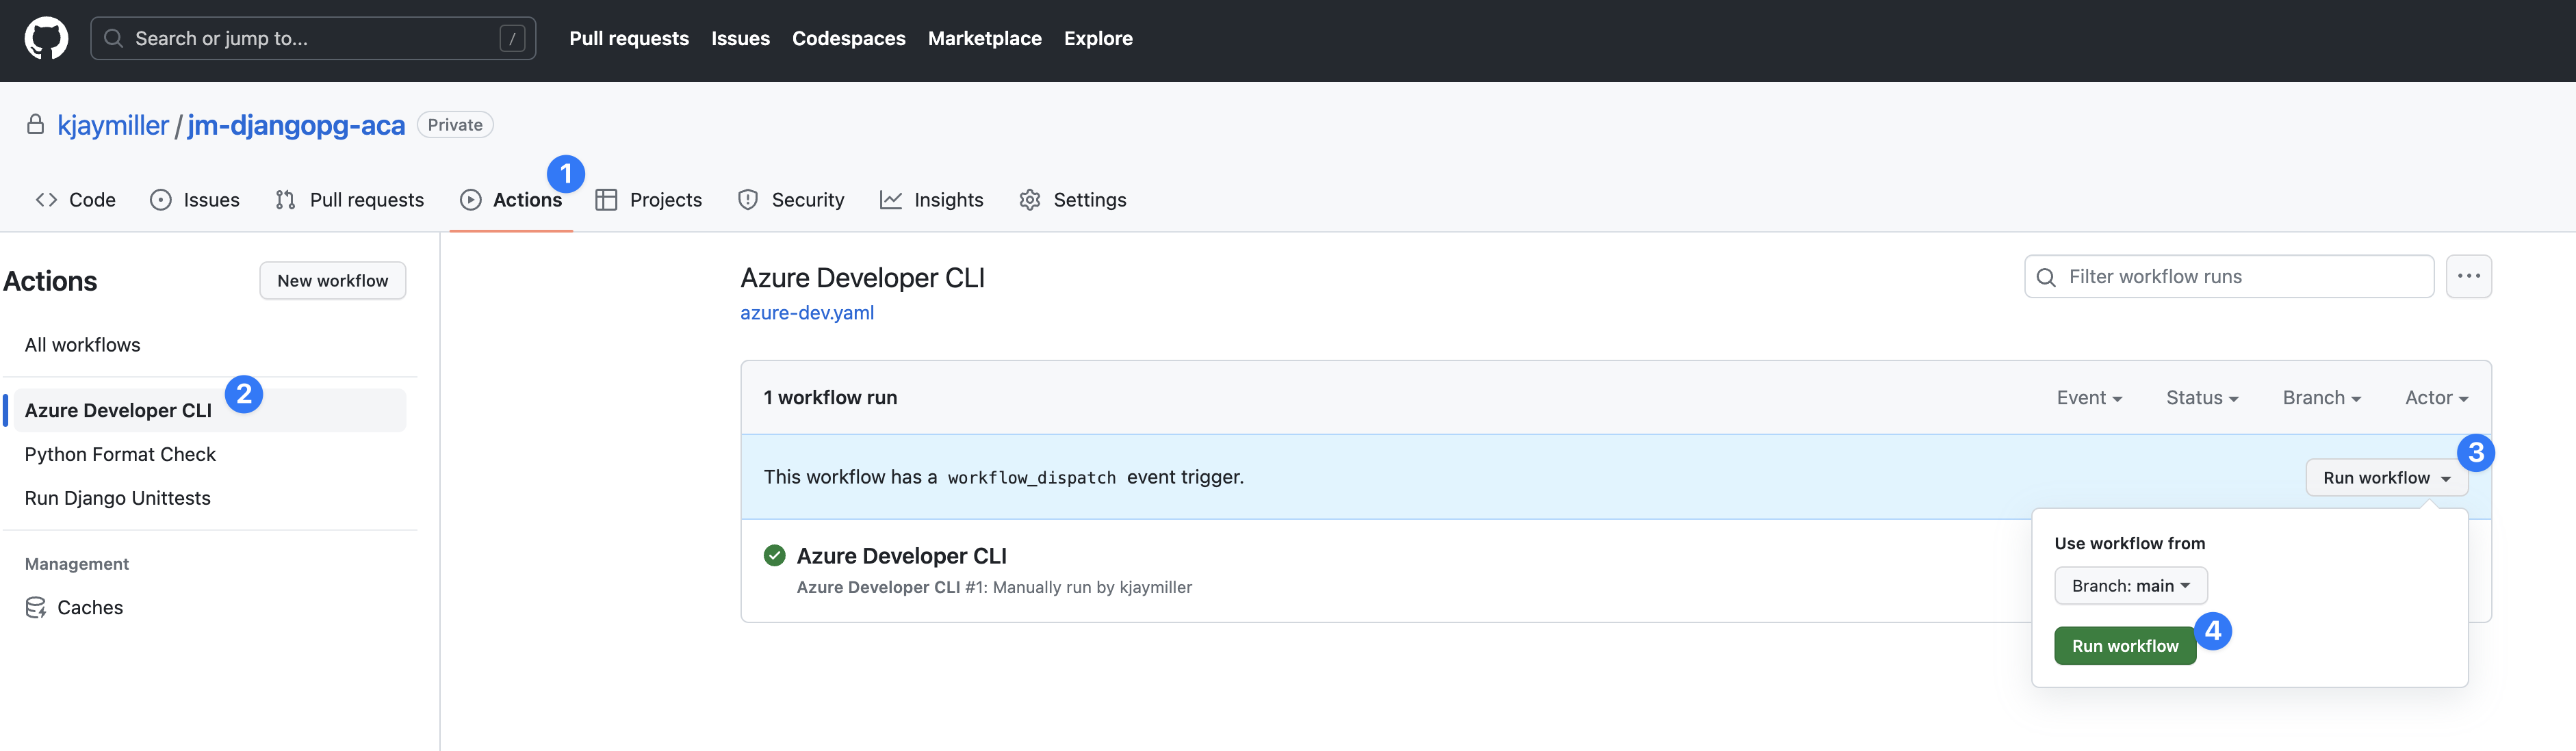 Search or jump to... /
Pull requests Issues Codespaces Marketplace Explore
kjaymiller / jm-djangopg-aca Private
1
Code Issues Pull requests Actions Projects Security Insights Settings
Actions New workflow
All workflows
2
Azure Developer CLI
Python Format Check
Run Django Unittests
Management
Caches
Azure Developer CLI
azure-dev.yaml
Filter workflow runs
1 workflow run
Event Status Branch Actor
3
This workflow has a workflow_dispatch event trigger.
Run workflow
Azure Developer CLI
Azure Developer CLI #1: Manually run by kjaymiller
Use workflow from
Branch: main
4
Run workflow